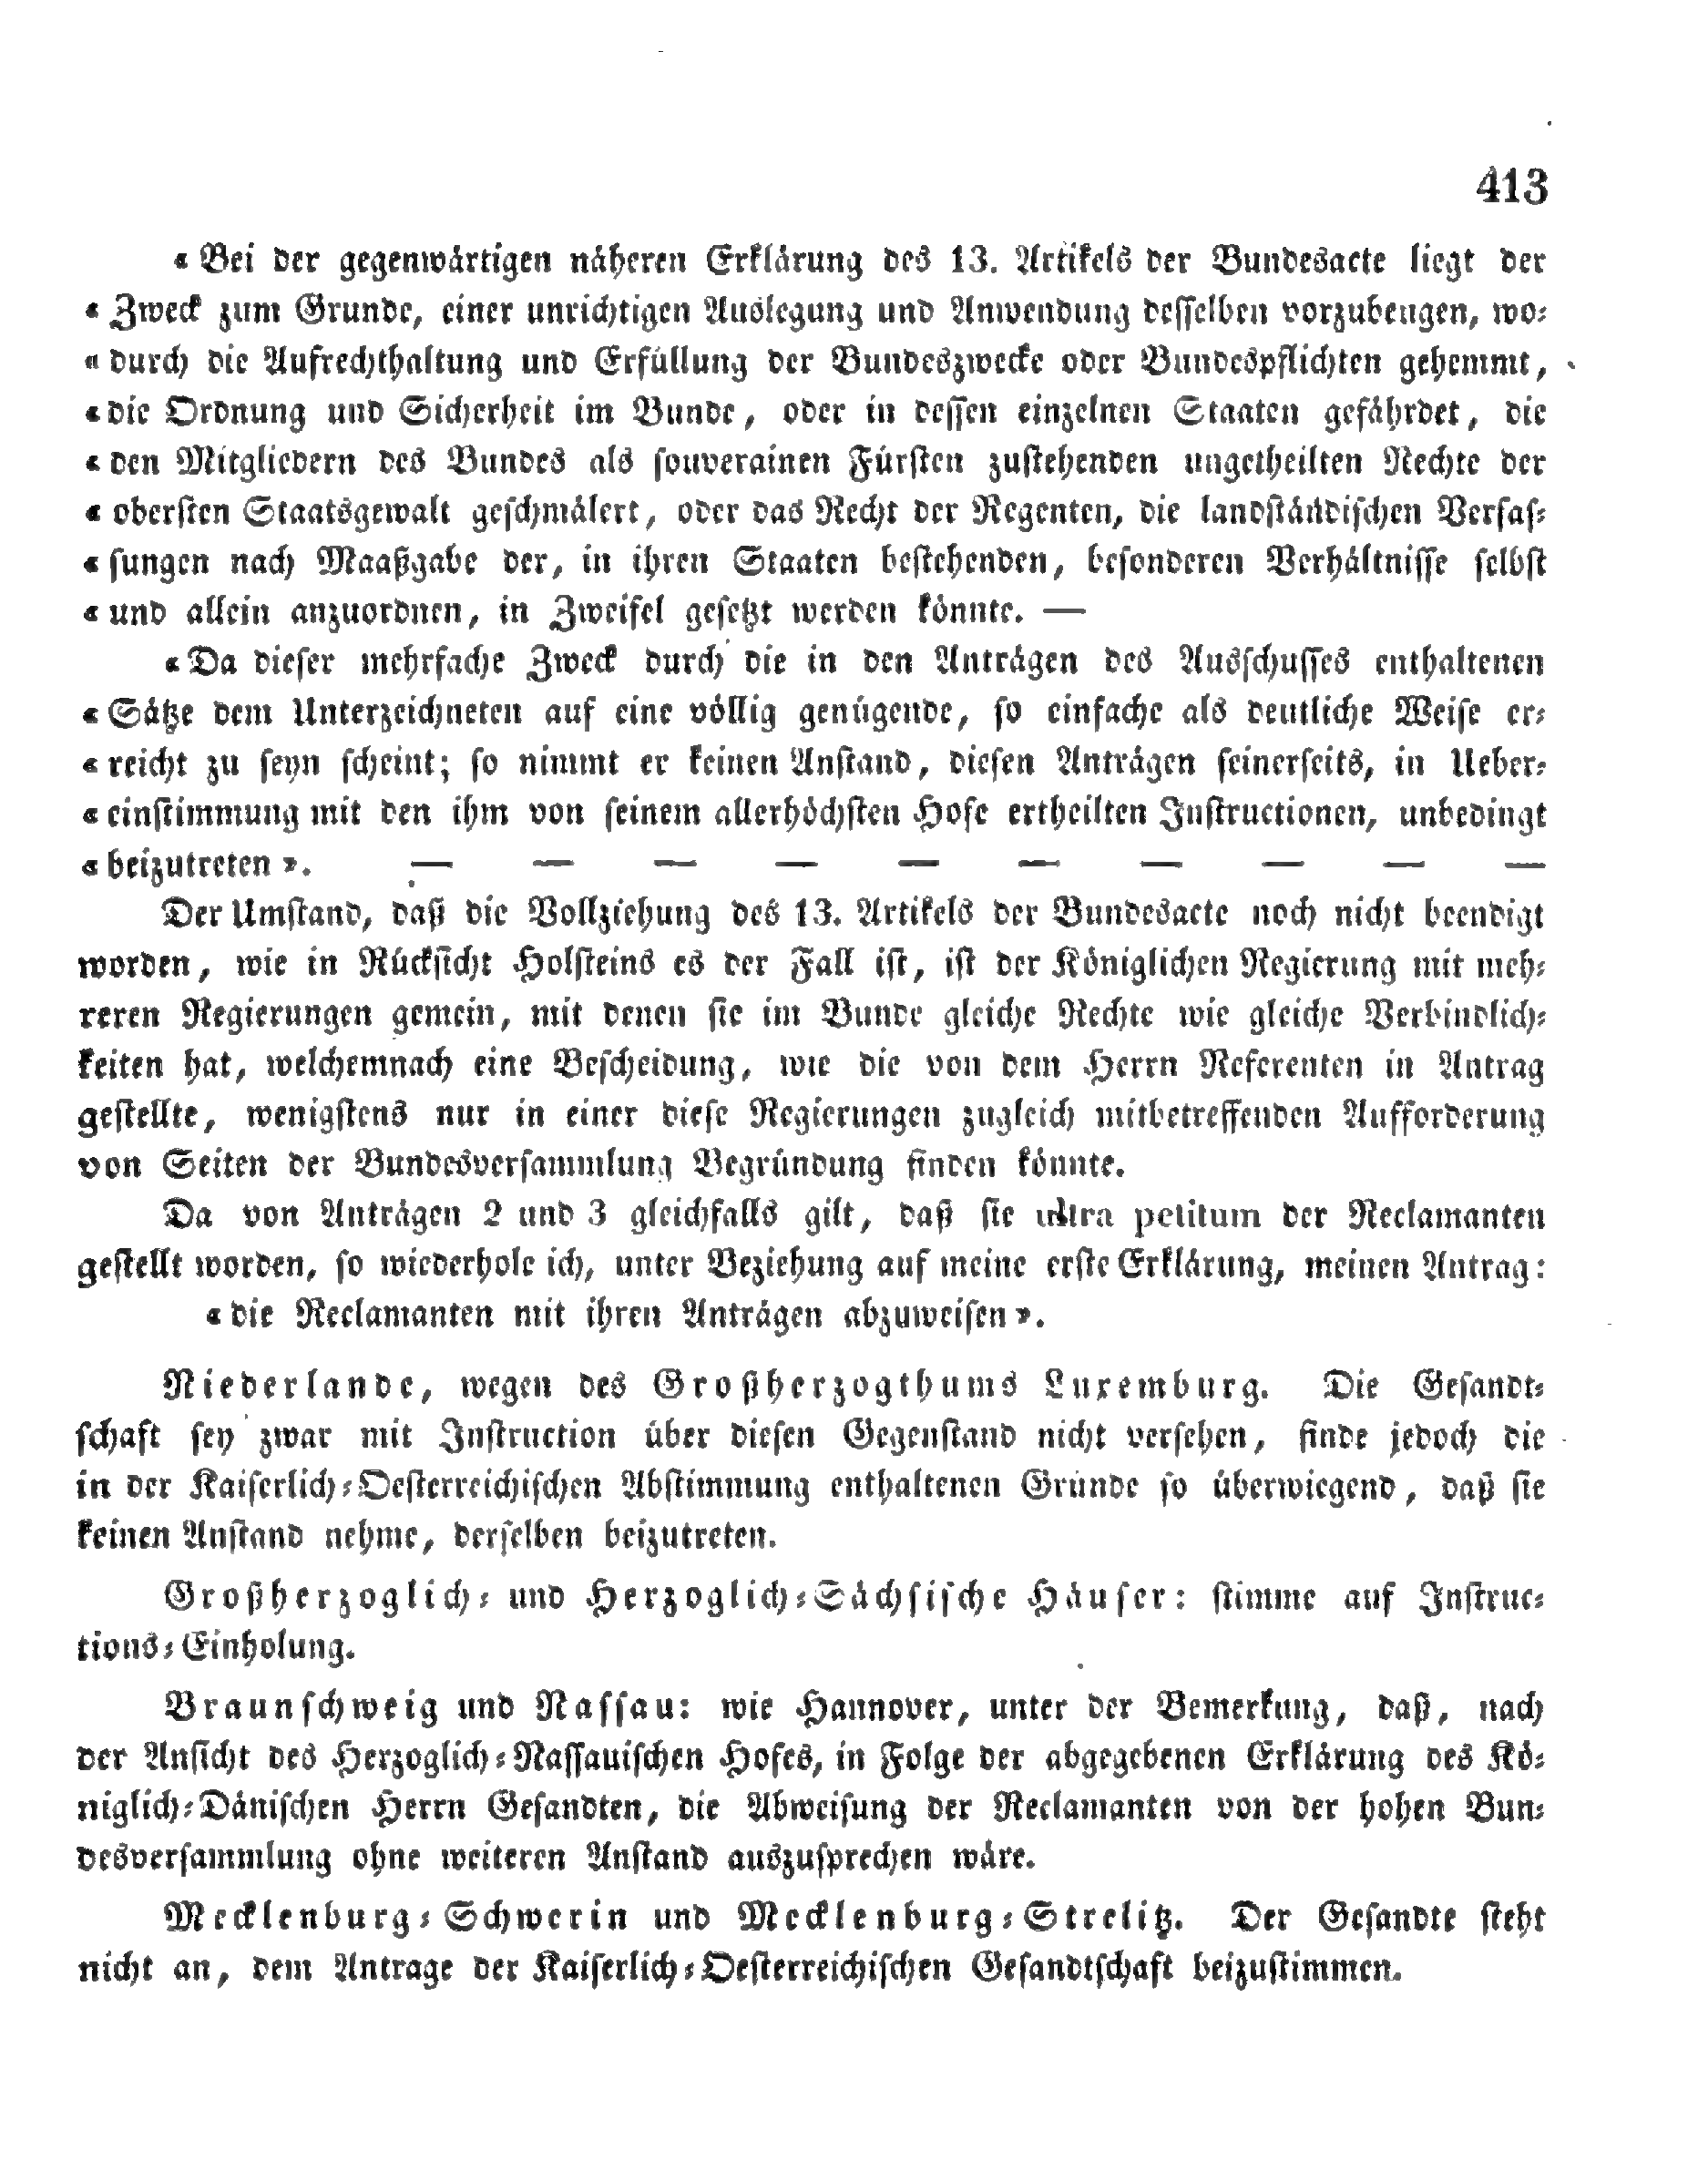 413
« Bei der gegenwärtigen näheren Erklärung des 13. Artikels der Bundesacte liegt der
« Zweck zum Grunde, einer unrichtigen Auslegung und Anwendung desselben vorzubeugen, wo⸗
« durch die Aufrechthaltung und Erfüllung der Bundeszwecke oder Bundespflichten gehemmt,
« die Ordnung und Sicherheit im Bunde, oder in dessen einzelnen Staaten gefährdet, die
« den Mitgliedern des Bundes als souverainen Fürsten zustehenden ungetheilten Rechte der
« obersten Staatsgewalt geschmälert, oder das Recht der Regenten, die landständischen Verfas⸗
« sungen nach Maaßgabe der, in ihren Staaten bestehenden, besonderen Verhältnisse selbst
« und allein anzuordnen, in Zweifel gesetzt werden könnte. —
« Da dieser mehrfache Zweck durch die in den Anträgen des Ausschusses enthaltenen
« Sätze dem Unterzeichneten auf eine völlig genügende, so einfache als deutliche Weise er⸗
« reicht zu seyn scheint; so nimmt er keinen Anstand, diesen Anträgen seinerseits, in Ueber⸗
« einstimmung mit den ihm von seinem allerhöchsten Hofe ertheilten Instructionen, unbedingt
« beizutreten ». — — — — — — — — — —
Der Umstand, daß die Vollziehung des 13. Artikels der Bundesacte noch nicht beendigt
worden, wie in Rücksicht Holsteins es der Fall ist, ist der Königlichen Regierung mit meh⸗
reren Regierungen gemein, mit denen sie im Bunde gleiche Rechte wie gleiche Verbindlich⸗
keiten hat, welchemnach eine Bescheidung, wie die von dem Herrn Referenten in Antrag
gestellte, wenigstens nur in einer diese Regierungen zugleich mitbetreffenden Aufforderung
von Seiten der Bundesversammlung Begründung finden könnte.
Da von Anträgen 2 und 3 gleichfalls gilt, daß sie ultra petitum der Reclamanten
gestellt worden, so wiederhole ich, unter Beziehung auf meine erste Erklärung, meinen Antrag:
« die Reclamanten mit ihren Anträgen abzuweisen ».
Niederlande, wegen des Großherzogthums Luxemburg. Die Gesandt⸗
schaft sey zwar mit Instruction über diesen Gegenstand nicht versehen, finde jedoch die
in der Kaiserlich⸗Oesterreichischen Abstimmung enthaltenen Gründe so überwiegend, daß sie
keinen Anstand nehme, derselben beizutreten.
Großherzoglich⸗ und Herzoglich⸗Sächsische Häuser: stimme auf Instruc⸗
tions⸗Einholung.
Braunschweig und Nassau: wie Hannover, unter der Bemerkung, daß, nach
der Ansicht des Herzoglich⸗Nassauischen Hofes, in Folge der abgegebenen Erklärung des Kö⸗
niglich⸗Dänischen Herrn Gesandten, die Abweisung der Reclamanten von der hohen Bun⸗
desversammlung ohne weiteren Anstand auszusprechen wäre.
Mecklenburg⸗Schwerin und Mecklenburg⸗Strelitz. Der Gesandte steht
nicht an, dem Antrage der Kaiserlich⸗Oesterreichischen Gesandtschaft beizustimmen.